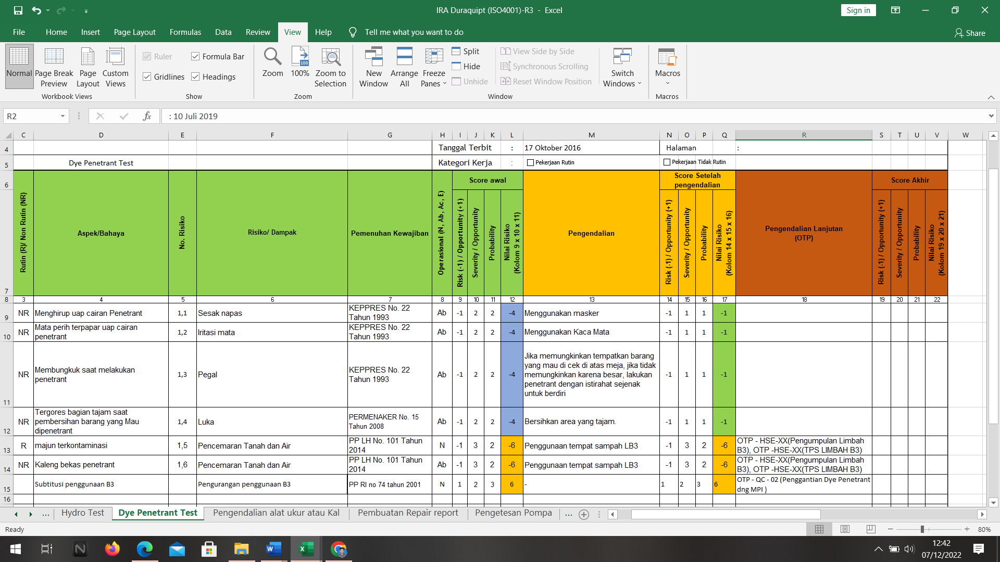 IRA Duraquipt (ISO4001)-R3 - Excel
Sign in
File Home Insert Page Layout Formulas Data Review View Help Tell me what you want to do Share
Normal
Page Break Preview
Page Layout
Custom Views
Workbook Views
Ruler Formula Bar
Gridlines Headings
Show
Zoom
100%
Zoom to Selection
Zoom
New Window
Arrange All
Freeze Panes
Split
Hide
Unhide
View Side by Side
Synchronous Scrolling
Reset Window Position
Window
Switch Windows
Macros
Macros
R2 fx : 10 Juli 2019
C D E F G H I J K L M N O P Q R S T U V W
4 Tanggal Terbit : 17 Oktober 2016 Halaman :
5 Dye Penetrant Test Kategori Kerja : Pekerjaan Rutin Pekerjaan Tidak Rutin
6 Score awal Score Setelah pengendalian Score Akhir
7
Rutin (R)/ Non Rutin (NR)
Aspek/Bahaya
No. Risiko
Risiko/ Dampak
Pemenuhan Kewajiban
Operasional (N, Ab, Ac, E)
Risk (-1) / Opportunity (+1)
Severity / Opportunity
Probability
Nilai Risiko
(Kolom 9 x 10 x 11)
Pengendalian
Risk (-1) / Opportunity (+1)
Severity / Opportunity
Probability
Nilai Risiko
(Kolom 14 x 15 x 16)
Pengendalian Lanjutan
(OTP)
Risk (-1) / Opportunity (+1)
Severity / Opportunity
Probability
Nilai Risiko
(Kolom 19 x 20 x 21)
8 3 4 5 6 7 8 9 10 11 12 13 14 15 16 17 18 19 20 21 22
9 NR Menghirup uap cairan Penetrant 1,1 Sesak napas KEPPRES No. 22 Tahun 1993 Ab -1 2 2 -4 Menggunakan masker -1 1 1 -1
10 NR Mata perih terpapar uap cairan penetrant 1,2 Iritasi mata KEPPRES No. 22 Tahun 1993 Ab -1 2 2 -4 Menggunakan Kaca Mata -1 1 1 -1
11 NR Membungkuk saat melakukan penetrant 1,3 Pegal KEPPRES No. 22 Tahun 1993 Ab -1 2 2 -4 Jika memungkinkan tempatkan barang yang mau di cek di atas meja, jika tidak memungkinkan karena besar, lakukan penetrant dengan istirahat sejenak untuk berdiri -1 1 1 -1
12 NR Tergores bagian tajam saat pembersihan barang yang Mau dipenetrant 1,4 Luka PERMENAKER No. 15 Tahun 2008 Ab -1 2 2 -4 Bersihkan area yang tajam. -1 1 1 -1
13 R majun terkontaminasi 1,5 Pencemaran Tanah dan Air PP LH No. 101 Tahun 2014 N -1 3 2 -6 Penggunaan tempat sampah LB3 -1 3 2 -6 OTP - HSE-XX(Pengumpulan Limbah B3), OTP -HSE-XX(TPS LIMBAH B3)
14 NR Kaleng bekas penetrant 1,6 Pencemaran Tanah dan Air PP LH No. 101 Tahun 2014 Ab -1 3 2 -6 Penggunaan tempat sampah LB3 -1 3 2 -6 OTP - HSE-XX(Pengumpulan Limbah B3), OTP -HSE-XX(TPS LIMBAH B3)
15 Subtitusi penggunaan B3 Pengurangan penggunaan B3 PP RI no 74 tahun 2001 N 1 2 3 6 - 1 2 3 6 OTP - QC - 02 (Penggantian Dye Penetrant dng MPI )
16
... Hydro Test Dye Penetrant Test Pengendalian alat ukur atau Kal Pembuatan Repair report Pengetesan Pompa ...
Ready 80%
12:42
07/12/2022